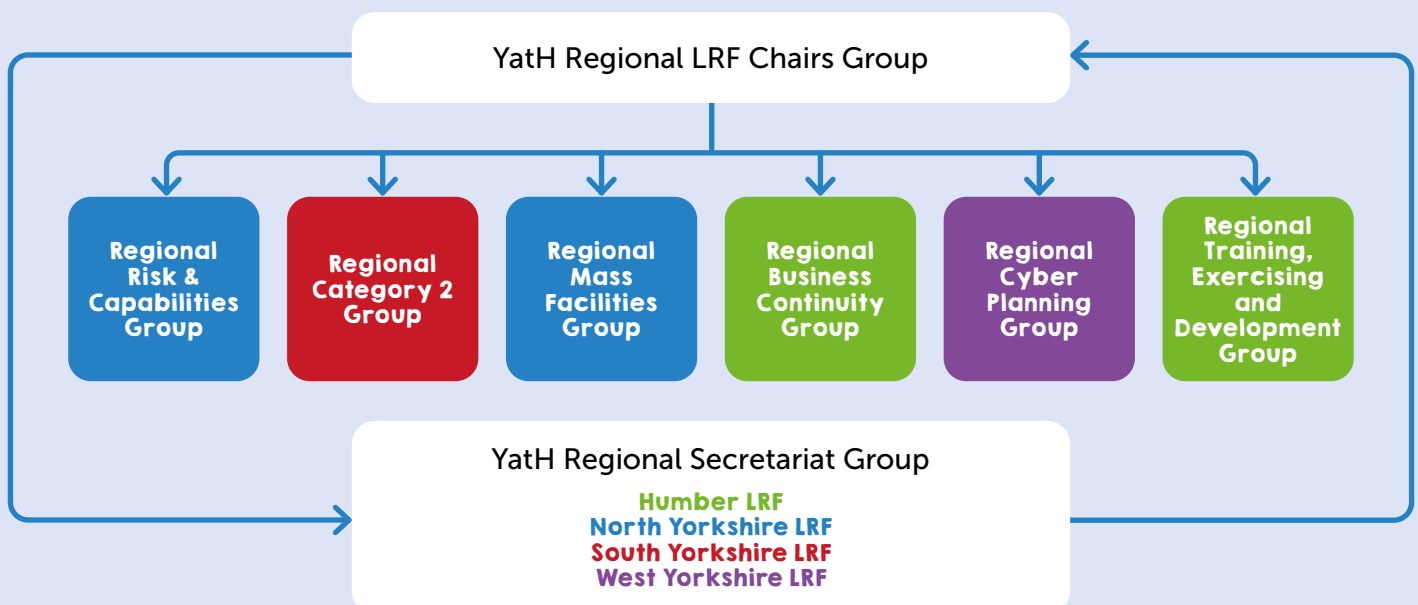 YatH Regional LRF Chairs Group
Regional
Risk &
Capabilities
Group
Regional
Category 2
Group
Regional
Mass
Facilities
Group
Regional
Business
Continuity
Group
Regional
Cyber
Planning
Group
Regional
Training,
Exercising
and
Development
Group
YatH Regional Secretariat Group
Humber LRF
North Yorkshire LRF
South Yorkshire LRF
West Yorkshire LRF